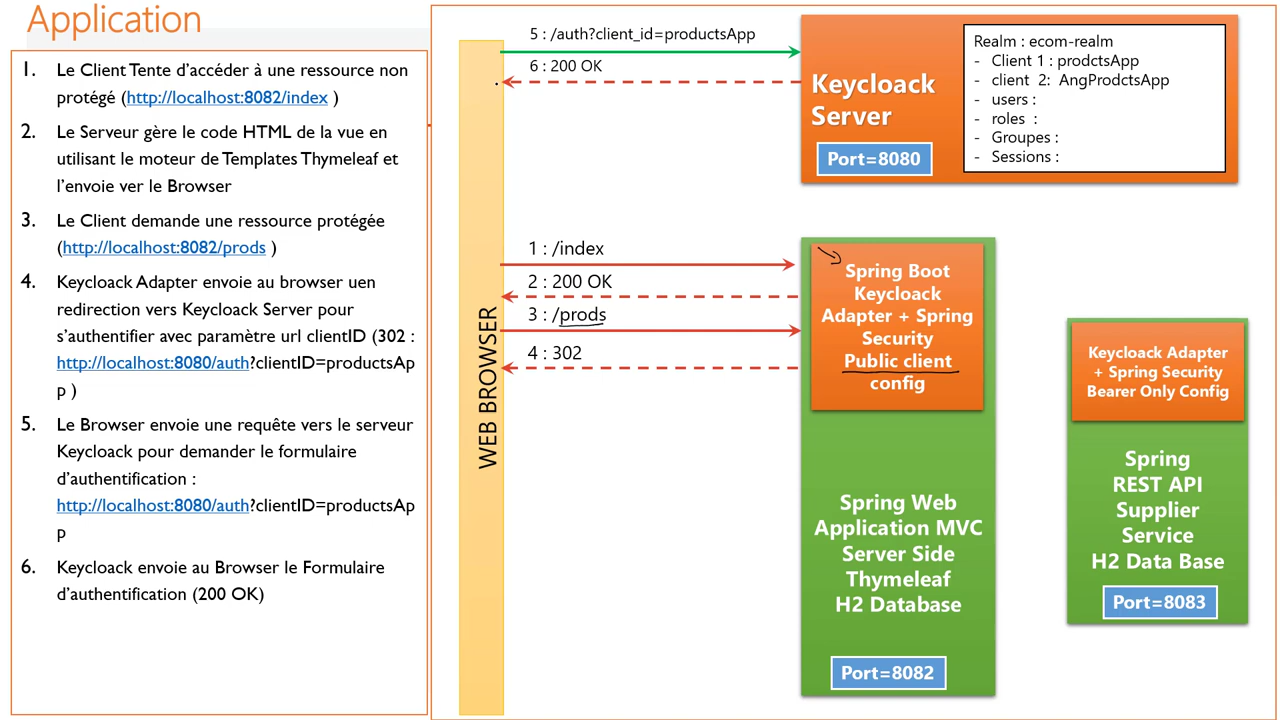 Application
1. Le Client Tente d’accéder à une ressource non
protégé (http://localhost:8082/index )
2. Le Serveur gère le code HTML de la vue en
utilisant le moteur de Templates Thymeleaf et
l’envoie ver le Browser
3. Le Client demande une ressource protégée
(http://localhost:8082/prods )
4. Keycloack Adapter envoie au browser uen
redirection vers Keycloack Server pour
s’authentifier avec paramètre url clientID (302 :
http://localhost:8080/auth?clientID=productsAp
p )
5. Le Browser envoie une requête vers le serveur
Keycloack pour demander le formulaire
d’authentification :
http://localhost:8080/auth?clientID=productsAp
p
6. Keycloack envoie au Browser le Formulaire
d’authentification (200 OK)
WEB BROWSER
5 : /auth?client_id=productsApp
6 : 200 OK
Keycloack
Server
Port=8080
Realm : ecom-realm
- Client 1 : prodctsApp
- client 2: AngProdctsApp
- users :
- roles :
- Groupes :
- Sessions :
1 : /index
2 : 200 OK
3 : /prods
4 : 302
Spring Boot
Keycloack
Adapter + Spring
Security
Public client
config
Spring Web
Application MVC
Server Side
Thymeleaf
H2 Database
Port=8082
Keycloack Adapter
+ Spring Security
Bearer Only Config
Spring
REST API
Supplier
Service
H2 Data Base
Port=8083